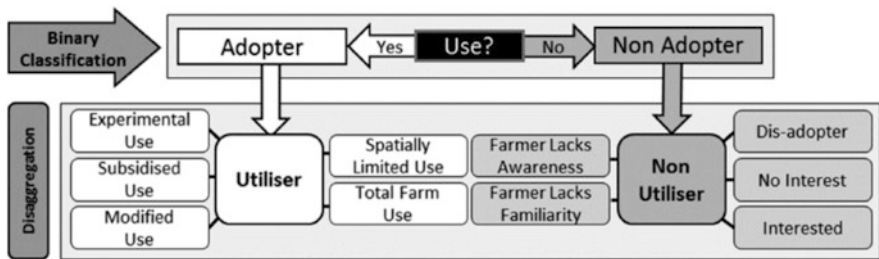 Binary
Classification
Adopter
Yes
Use?
No
Non Adopter
Disaggregation
Experimental
Use
Subsidised
Use
Modified
Use
Utiliser
Spatially
Limited Use
Total Farm
Use
Farmer Lacks
Awareness
Farmer Lacks
Familiarity
Non
Utiliser
Dis-adopter
No Interest
Interested